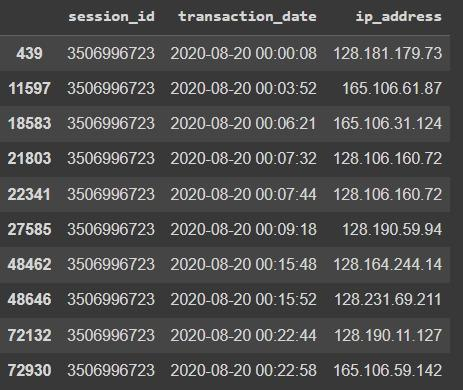 session_id transaction_date ip_address
439 3506996723 2020-08-20 00:00:08 128.181.179.73
11597 3506996723 2020-08-20 00:03:52 165.106.61.87
18583 3506996723 2020-08-20 00:06:21 165.106.31.124
21803 3506996723 2020-08-20 00:07:32 128.106.160.72
22341 3506996723 2020-08-20 00:07:44 128.106.160.72
27585 3506996723 2020-08-20 00:09:18 128.190.59.94
48462 3506996723 2020-08-20 00:15:48 128.164.244.14
48646 3506996723 2020-08-20 00:15:52 128.231.69.211
72132 3506996723 2020-08-20 00:22:44 128.190.11.127
72930 3506996723 2020-08-20 00:22:58 165.106.59.142